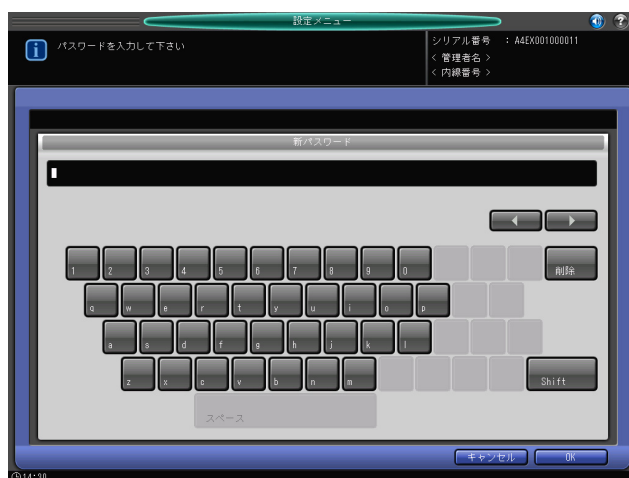 設定メニュー
?
i パスワードを入力して下さい
シリアル番号 : A4EX001000011
< 管理者名 >
< 内線番号 >
新パスワード
1 2 3 4 5 6 7 8 9 0 削除
q w e r t y u i o p
a s d f g h j k l
z x c v b n m Shift
スペース
キャンセル OK
14:20